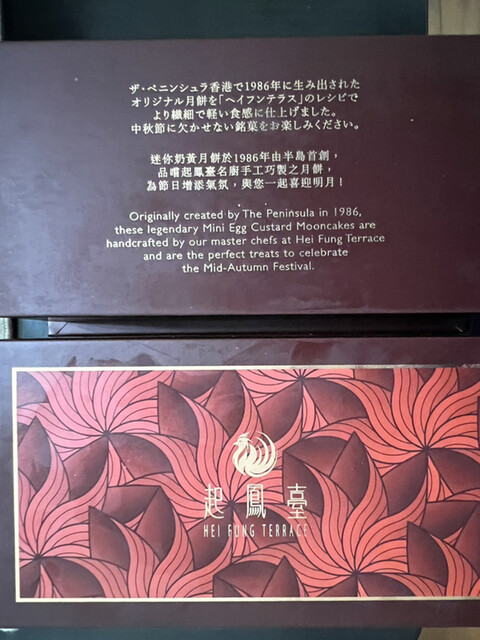 ザ・ペニンシュラ香港で1986年に生み出された
オリジナル月餅を「ヘイフンテラス」のレシピで
より繊細で軽い食感に仕上げました。
中秋節に欠かせない銘菓をお楽しみください。
迷你奶黃月餅於1986年由半島首創，
品嚐起鳳臺名廚手工巧製之月餅，
為節日增添氣氛，與您一起喜迎明月！
Originally created by The Peninsula in 1986,
these legendary Mini Egg Custard Mooncakes are
handcrafted by our master chefs at Hei Fung Terrace
and are the perfect treats to celebrate
the Mid-Autumn Festival.
起鳳臺
HEI FUNG TERRACE